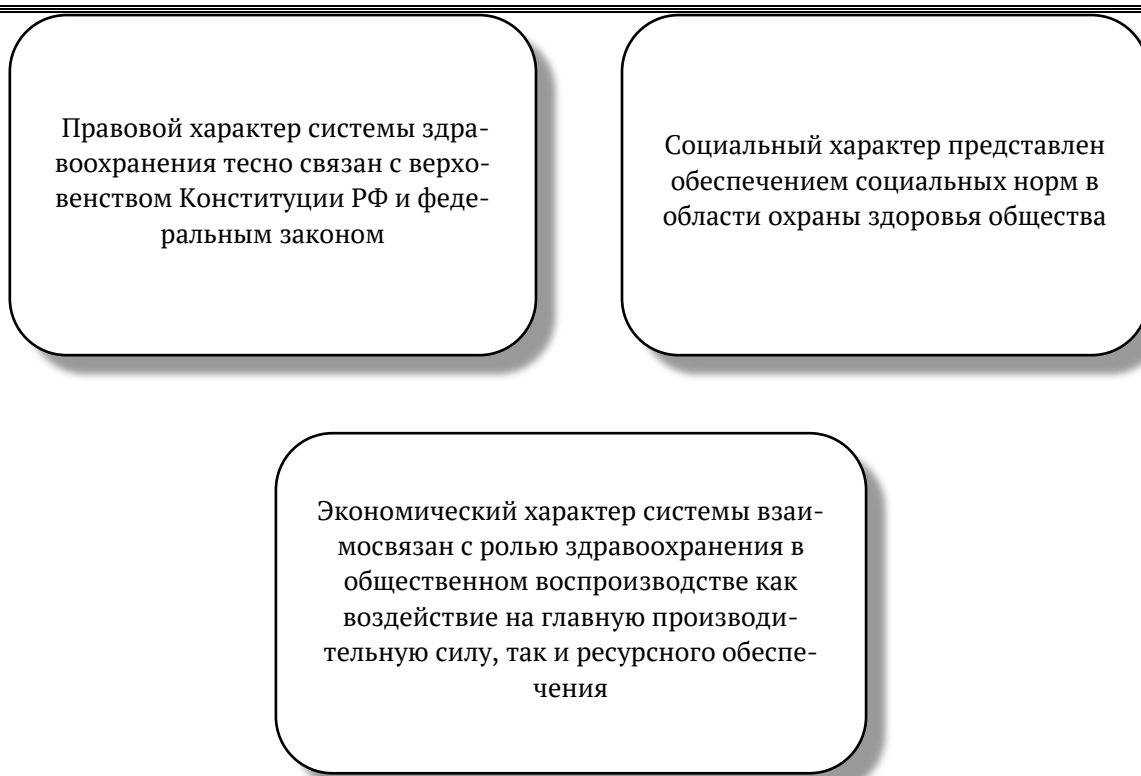 Правовой характер системы здра-
воохранения тесно связан с верхо-
венством Конституции РФ и феде-
ральным законом
Социальный характер представлен
обеспечением социальных норм в
области охраны здоровья общества
Экономический характер системы взаи-
мосвязан с ролью здравоохранения в
общественном воспроизводстве как
воздействие на главную производи-
тельную силу, так и ресурсного обеспе-
чения